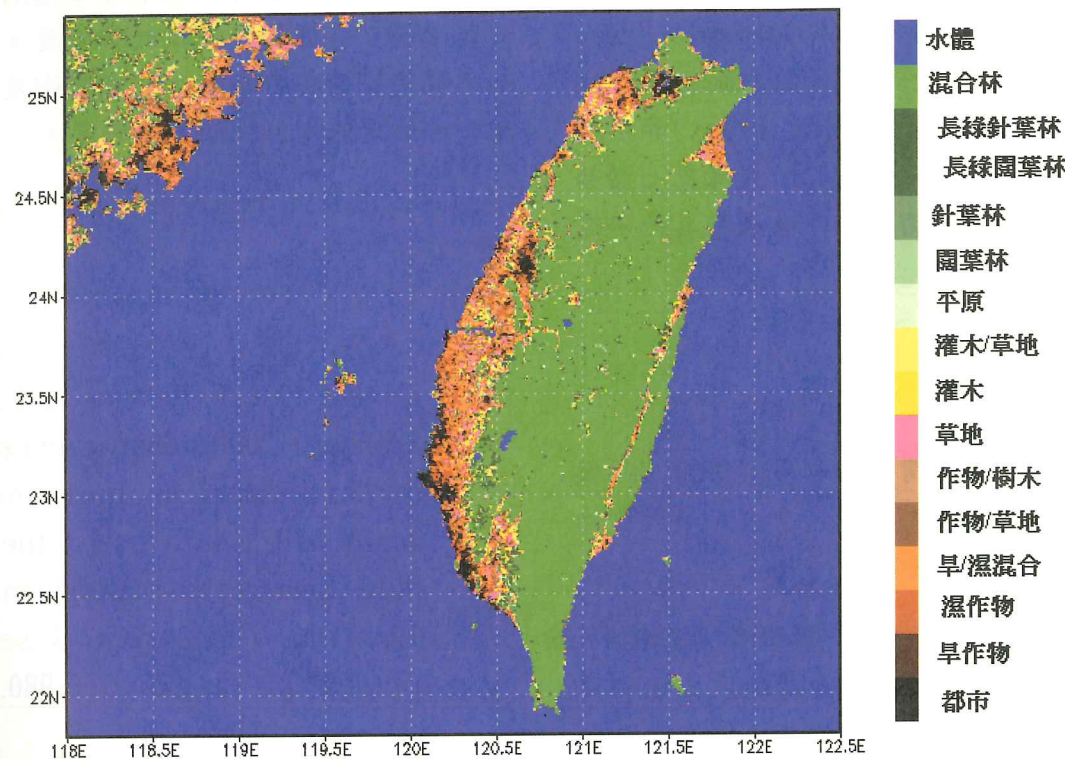 水體
混合林
長綠針葉林
長綠闊葉林
針葉林
闊葉林
平原
灌木/草地
灌木
草地
作物/樹木
作物/草地
旱/濕混合
濕作物
旱作物
都市
25N
24.5N
24N
23.5N
23N
22.5N
22N
118E 118.5E 119E 119.5E 120E 120.5E 121E 121.5E 122E 122.5E